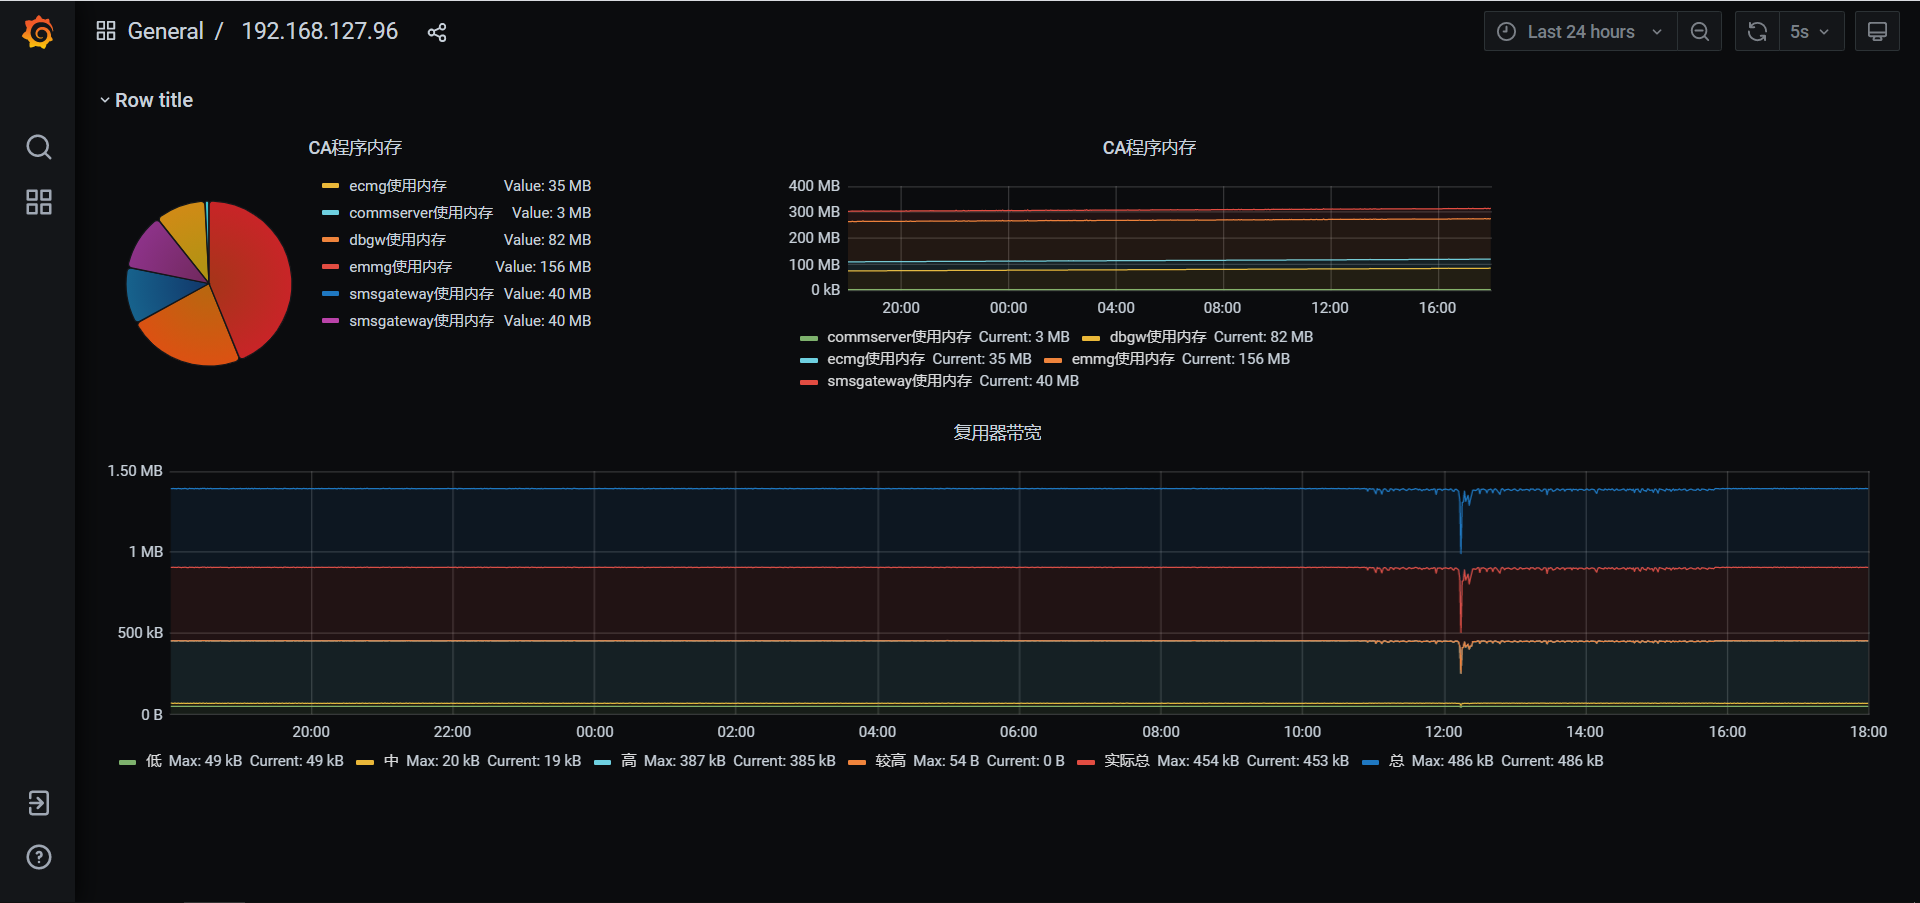 General / 192.168.127.96
Last 24 hours
5s
Row title
CA程序内存
ecmg使用内存 Value: 35 MB
commserver使用内存 Value: 3 MB
dbgw使用内存 Value: 82 MB
emmg使用内存 Value: 156 MB
smsgateway使用内存 Value: 40 MB
smsgateway使用内存 Value: 40 MB
CA程序内存
400 MB
300 MB
200 MB
100 MB
0 kB
20:00 00:00 04:00 08:00 12:00 16:00
commserver使用内存 Current: 3 MB dbgw使用内存 Current: 82 MB
ecmg使用内存 Current: 35 MB emmg使用内存 Current: 156 MB
smsgateway使用内存 Current: 40 MB
复用器带宽
1.50 MB
1 MB
500 kB
0 B
20:00 22:00 00:00 02:00 04:00 06:00 08:00 10:00 12:00 14:00 16:00 18:00
低 Max: 49 kB Current: 49 kB 中 Max: 20 kB Current: 19 kB 高 Max: 387 kB Current: 385 kB 较高 Max: 54 B Current: 0 B 实际总 Max: 454 kB Current: 453 kB 总 Max: 486 kB Current: 486 kB